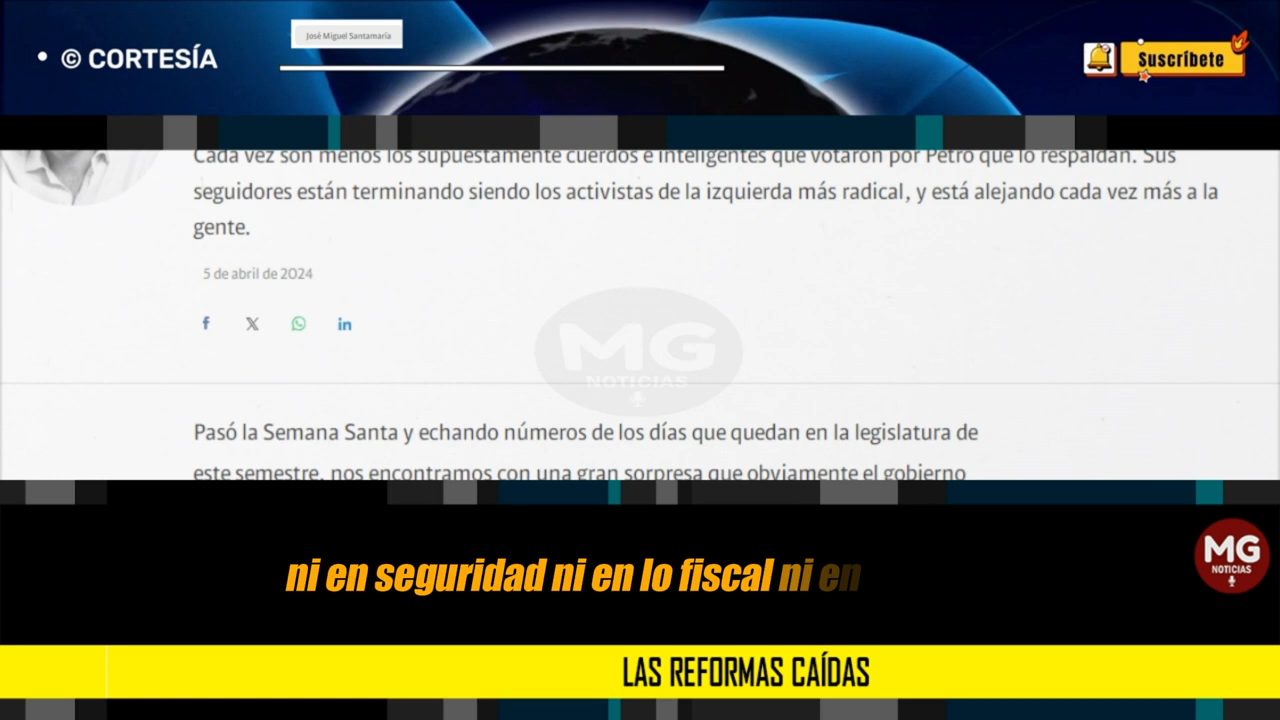 José Miguel Santamaría
• © CORTESÍA
Suscríbete
Cada vez son menos los supuestamente cuerdos e inteligentes que votaron por Petro que lo respaldan. Sus
seguidores están terminando siendo los activistas de la izquierda más radical, y está alejando cada vez más a la
gente.
5 de abril de 2024
MG
NOTICIAS
Pasó la Semana Santa y echando números de los días que quedan en la legislatura de
este semestre, nos encontramos con una gran sorpresa que obviamente el gobierno
ni en seguridad ni en lo fiscal ni en
MG
NOTICIAS
LAS REFORMAS CAÍDAS